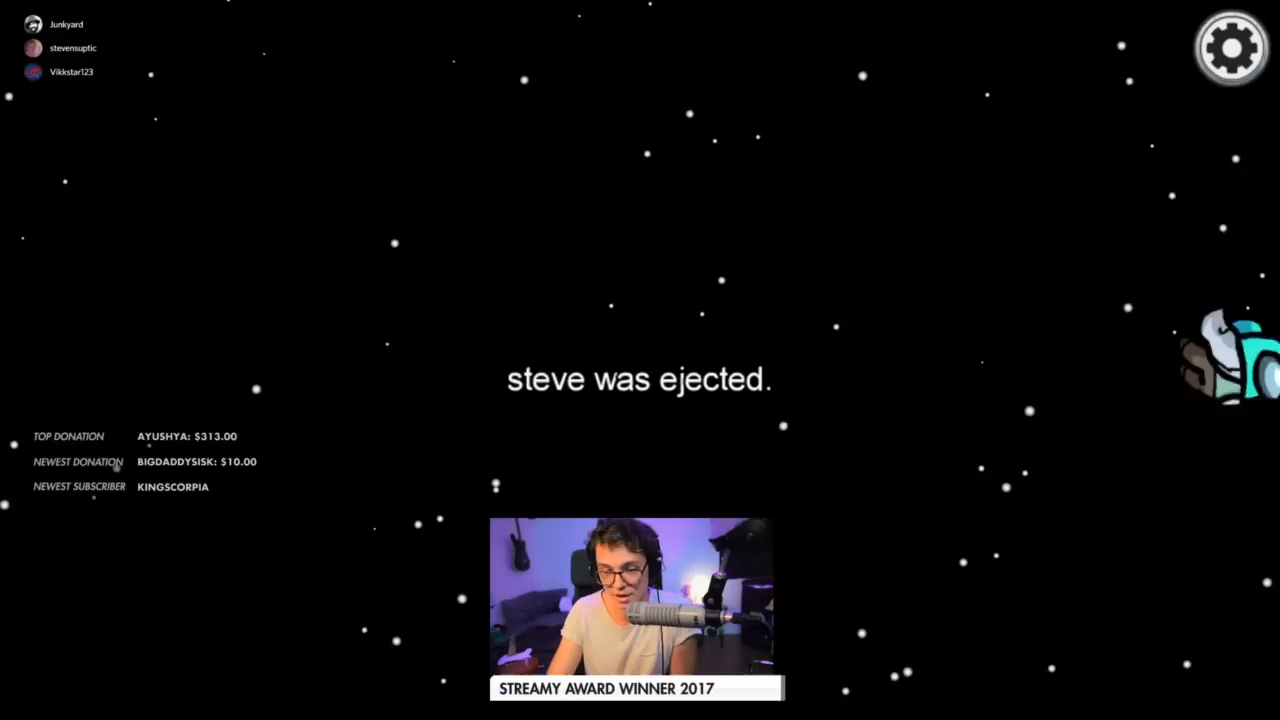 Junkyard
stevensuptic
Vikkstar123
steve was ejected.
TOP DONATION AYUSHYA: $313.00
NEWEST DONATION BIGDADDYSISK: $10.00
NEWEST SUBSCRIBER KINGSCORPIA
STREAMY AWARD WINNER 2017